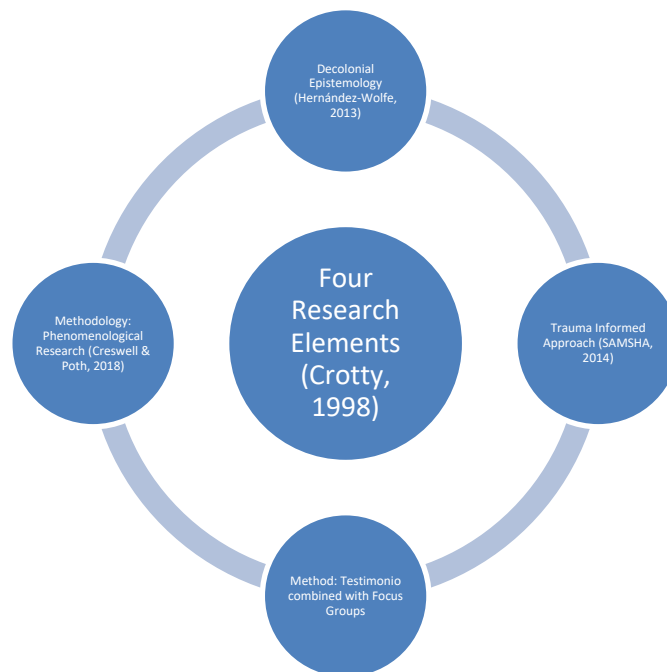 Decolonial
Epistemology
(Hernández-Wolfe,
2013)
Four
Research
Elements
(Crotty,
1998)
Methodology:
Phenomenological
Research (Creswell &
Poth, 2018)
Trauma Informed
Approach (SAMSHA,
2014)
Method: Testimonio
combined with Focus
Groups